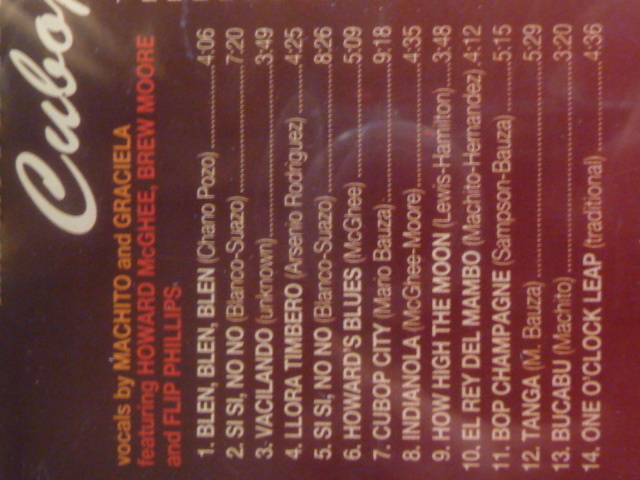 Cubop
vocals by MACHITO and GRACIELA
featuring HOWARD McGHEE, BREW MOORE
and FLIP PHILLIPS.
1. BLEN, BLEN, BLEN (Chano Pozo) 4:06
2. SI SI, NO NO (Blanco-Suazo) 7:20
3. VACILANDO (unknown) 3:49
4. LLORA TIMBERO (Arsenio Rodriguez) 4:25
5. SI SI, NO NO (Blanco-Suazo) 8:26
6. HOWARD'S BLUES (McGhee) 5:09
7. CUBOP CITY (Mario Bauza) 9:18
8. INDIANOLA (McGhee-Moore) 4:35
9. HOW HIGH THE MOON (Lewis-Hamilton) 3:48
10. EL REY DEL MAMBO (Machito-Hernandez) 4:12
11. BOP CHAMPAGNE (Sampson-Bauza) 5:15
12. TANGA (M. Bauza) 5:29
13. BUCABU (Machito) 3:20
14. ONE O'CLOCK LEAP (traditional) 4:36